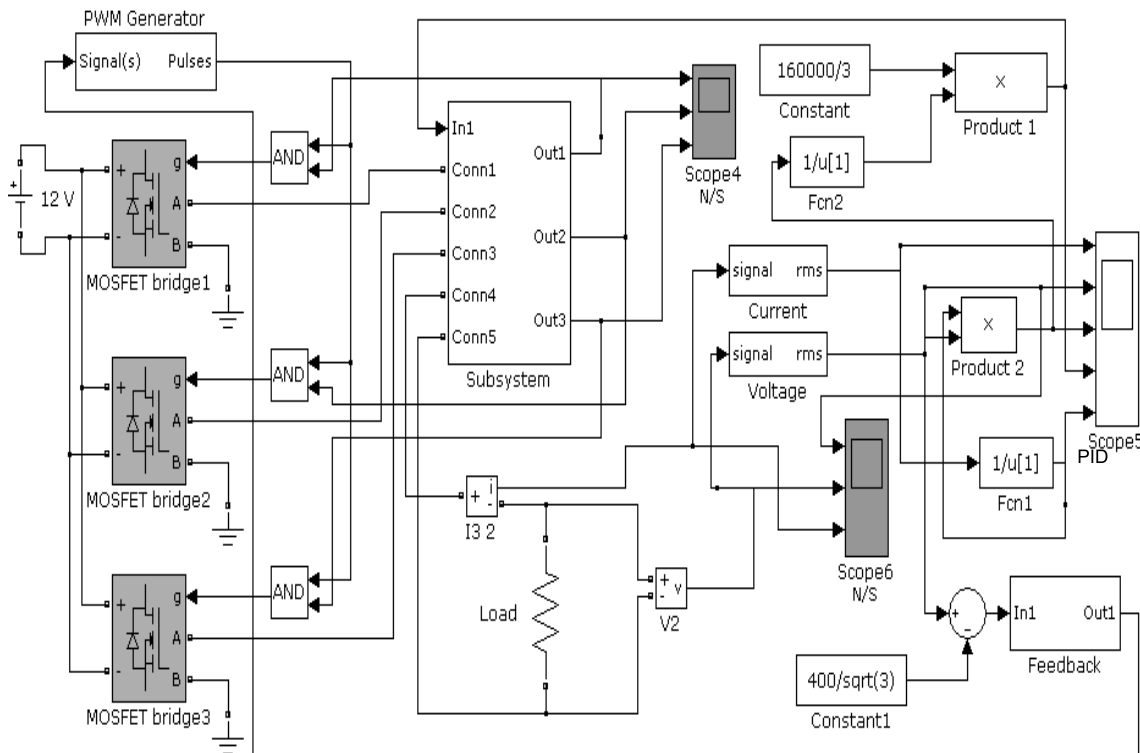 PWM Generator
Signal(s) Pulses
12 V
+
-
g
A
B
MOSFET bridge1
+
-
g
A
B
MOSFET bridge2
+
-
g
A
B
MOSFET bridge3
AND
AND
AND
In1
Conn1
Conn2
Conn3
Conn4
Conn5
Out1
Out2
Out3
Subsystem
Scope4
N/S
160000/3
Constant
X
Product 1
1/u[1]
Fcn2
signal rms
Current
signal rms
Voltage
X
Product 2
Scope5
PID
1/u[1]
Fcn1
Scope6
N/S
+ i -
I3 2
Load
+
-
v
V2
+
-
In1 Out1
Feedback
400/sqrt(3)
Constant1